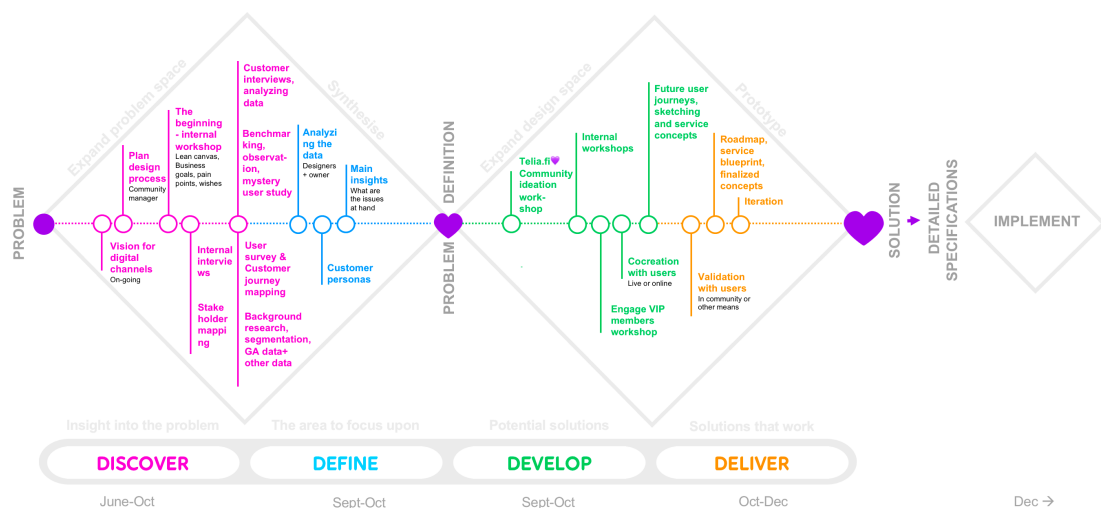 PROBLEM
Expand problem space
Synthesise
Vision for
digital
channels
On-going
Plan
design
process
Community
manager
The
beginning
- internal
workshop
Lean canvas,
Business
goals, pain
points, wishes
Internal
intervie
ws
Stake
holder
mappi
ng
Customer
interviews,
analyzing
data
Benchmar
king,
observat-
ion,
mystery
user study
User
survey &
Customer
journey
mapping
Background
research,
segmentation,
GA data+
other data
Analyzi
ng the
data
Designers
+ owner
Customer
personas
Main
insights
What are
the issues
at hand
PROBLEM DEFINITION
Expand design space
Prototype
Telia.fi💜
Community
ideation
work-
shop
Internal
workshops
Engage VIP
members
workshop
Cocreation
with users
Live or online
Future user
journeys,
sketching
and service
concepts
Validation
with users
In community or
other means
Roadmap,
service
blueprint,
finalized
concepts
Iteration
SOLUTION
DETAILED
SPECIFICATIONS
IMPLEMENT
Insight into the problem
The area to focus upon
Potential solutions
Solutions that work
DISCOVER
DEFINE
DEVELOP
DELIVER
June-Oct
Sept-Oct
Sept-Oct
Oct-Dec
Dec →